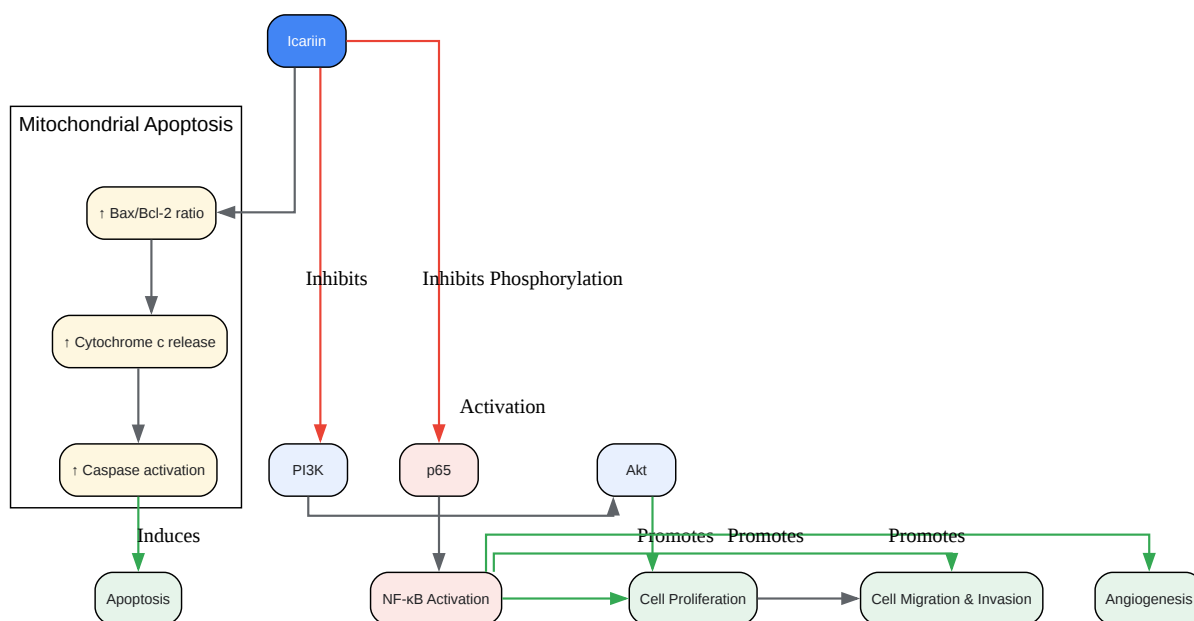 Icariin
Mitochondrial Apoptosis
↑ Bax/Bcl-2 ratio
Inhibits
Inhibits Phosphorylation
↑ Cytochrome c release
Activation
↑ Caspase activation
PI3K
p65
Akt
Induces
Promotes
Promotes
Promotes
Apoptosis
NF-κB Activation
Cell Proliferation
Cell Migration & Invasion
Angiogenesis